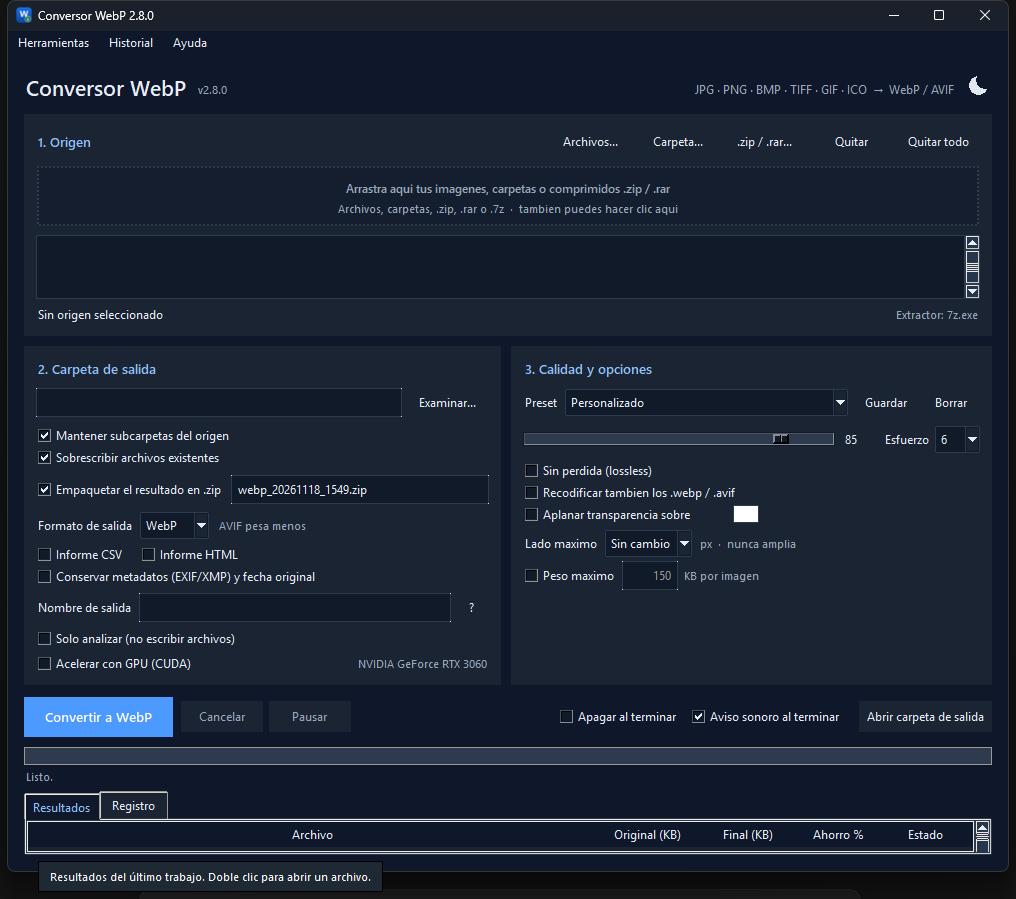 Conversor WebP 2.8.0
Herramientas Historial Ayuda
Conversor WebP v2.8.0 JPG · PNG · BMP · TIFF · GIF · ICO → WebP / AVIF
1. Origen Archivos... Carpeta... .zip / .rar... Quitar Quitar todo
Arrastra aqui tus imagenes, carpetas o comprimidos .zip / .rar
Archivos, carpetas, .zip, .rar o .7z · tambien puedes hacer clic aqui
Sin origen seleccionado Extractor: 7z.exe
2. Carpeta de salida
Examinar...
Mantener subcarpetas del origen
Sobrescribir archivos existentes
Empaquetar el resultado en .zip webp_20261118_1549.zip
Formato de salida WebP AVIF pesa menos
Informe CSV Informe HTML
Conservar metadatos (EXIF/XMP) y fecha original
Nombre de salida ?
Solo analizar (no escribir archivos)
Acelerar con GPU (CUDA) NVIDIA GeForce RTX 3060
3. Calidad y opciones
Preset Personalizado Guardar Borrar
85 Esfuerzo 6
Sin perdida (lossless)
Recodificar tambien los .webp / .avif
Aplanar transparencia sobre
Lado maximo Sin cambio px · nunca amplia
Peso maximo 150 KB por imagen
Convertir a WebP Cancelar Pausar Apagar al terminar Aviso sonoro al terminar Abrir carpeta de salida
Listo.
Resultados Registro
Archivo Original (KB) Final (KB) Ahorro % Estado
Resultados del último trabajo. Doble clic para abrir un archivo.